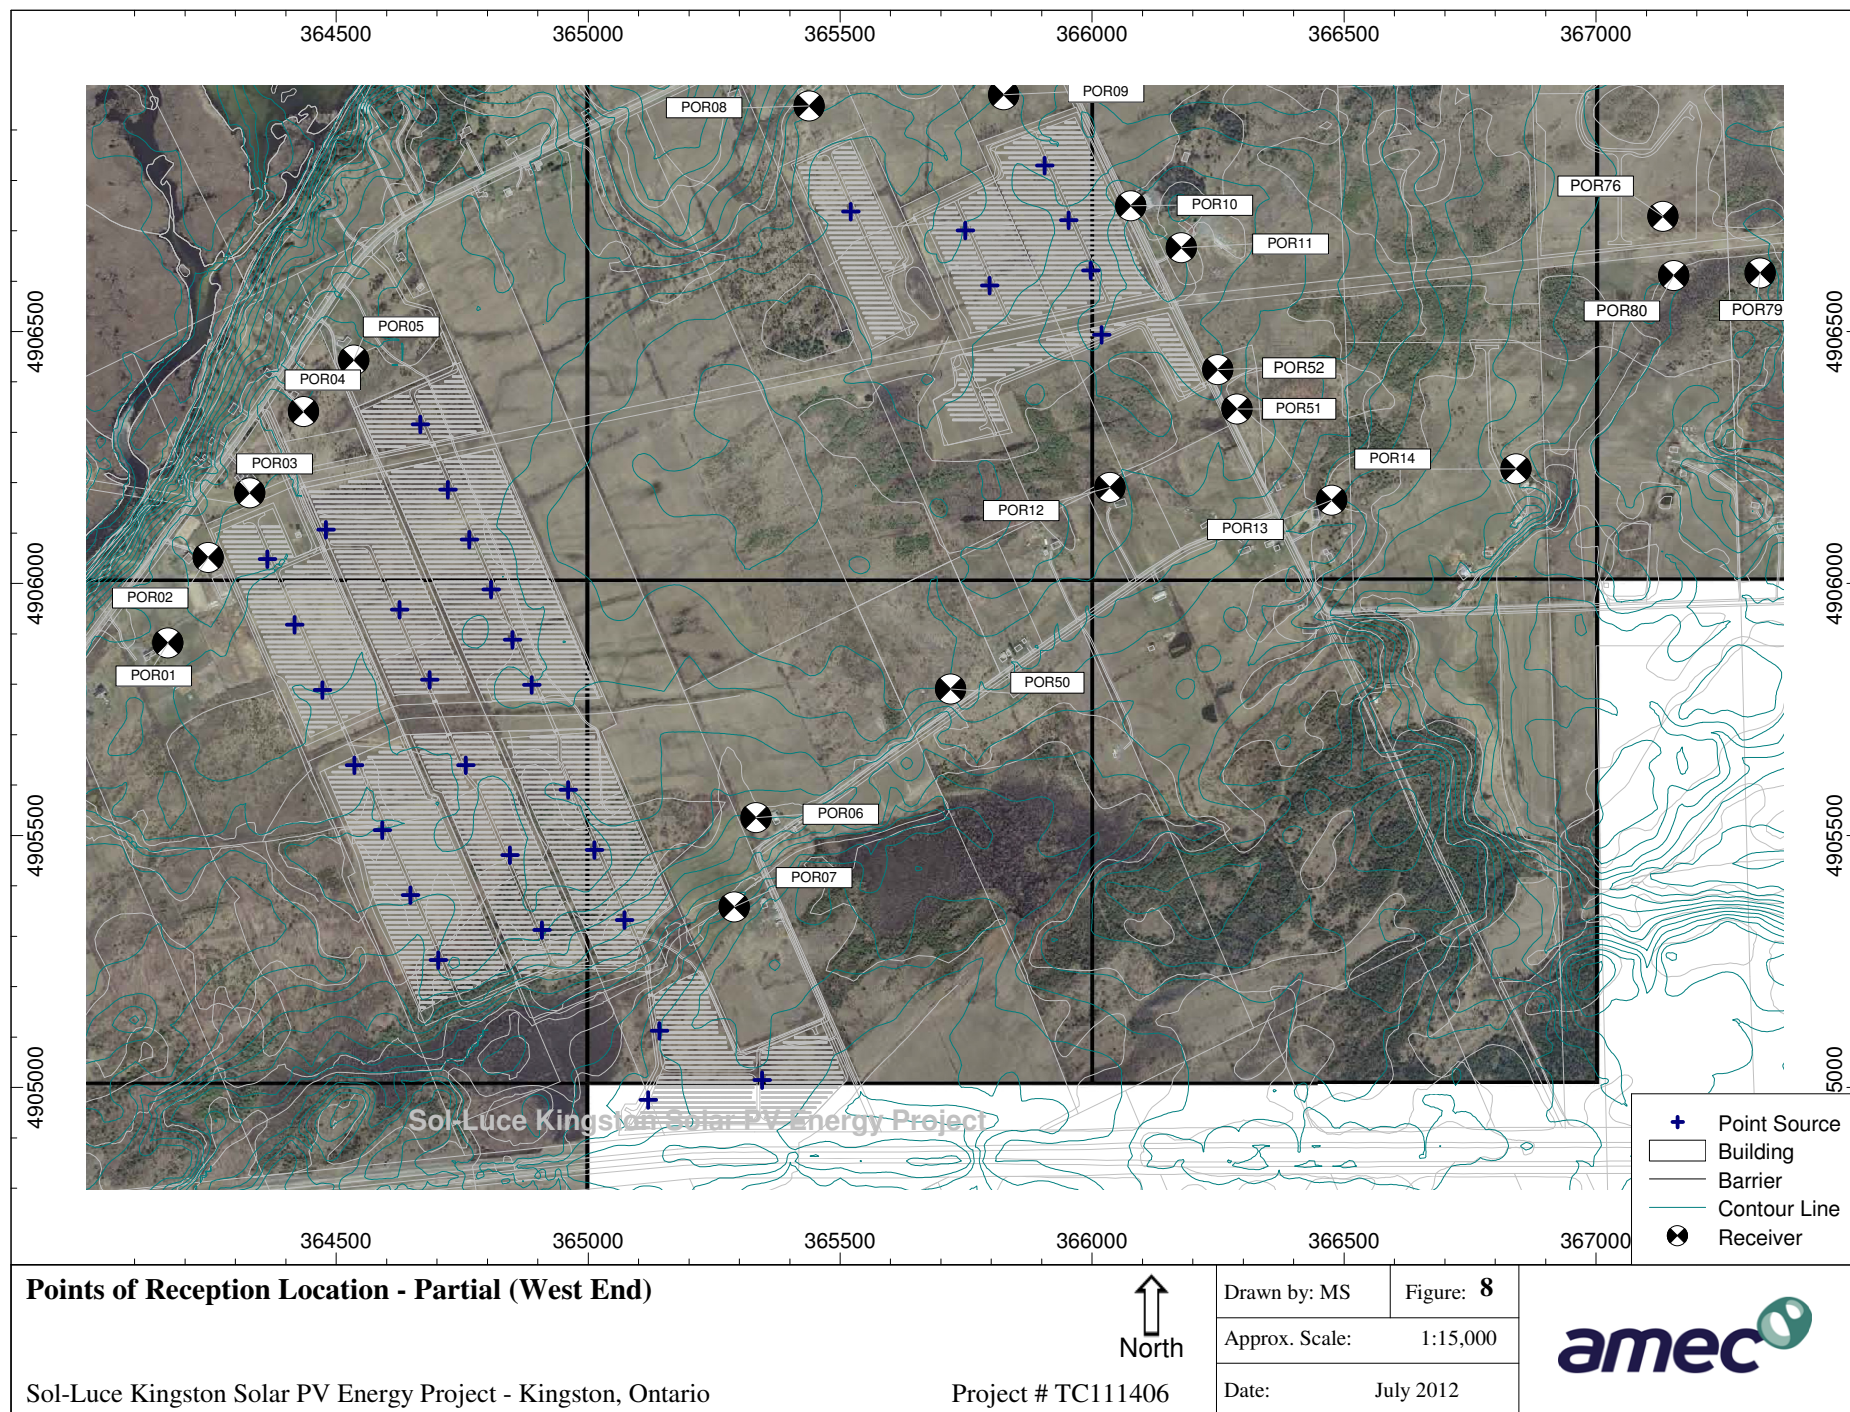 364500 365000 365500 366000 366500 367000
POR08
POR09
POR76
POR10
POR11
POR05
POR80
POR79
POR04
POR52
POR51
POR03
POR14
POR12
POR13
POR02
POR01
POR50
POR06
POR07
4906500
4906000
4905500
4905000
4906500
4906000
4905500
5000
Sol-Luce Kingston Solar PV Energy Project
364500 365000 365500 366000 366500 367000
Point Source
Building
Barrier
Contour Line
Receiver
Points of Reception Location - Partial (West End)
North
Sol-Luce Kingston Solar PV Energy Project - Kingston, Ontario
Project # TC111406
Drawn by: MS
Figure: 8
Approx. Scale: 1:15,000
Date: July 2012
amec